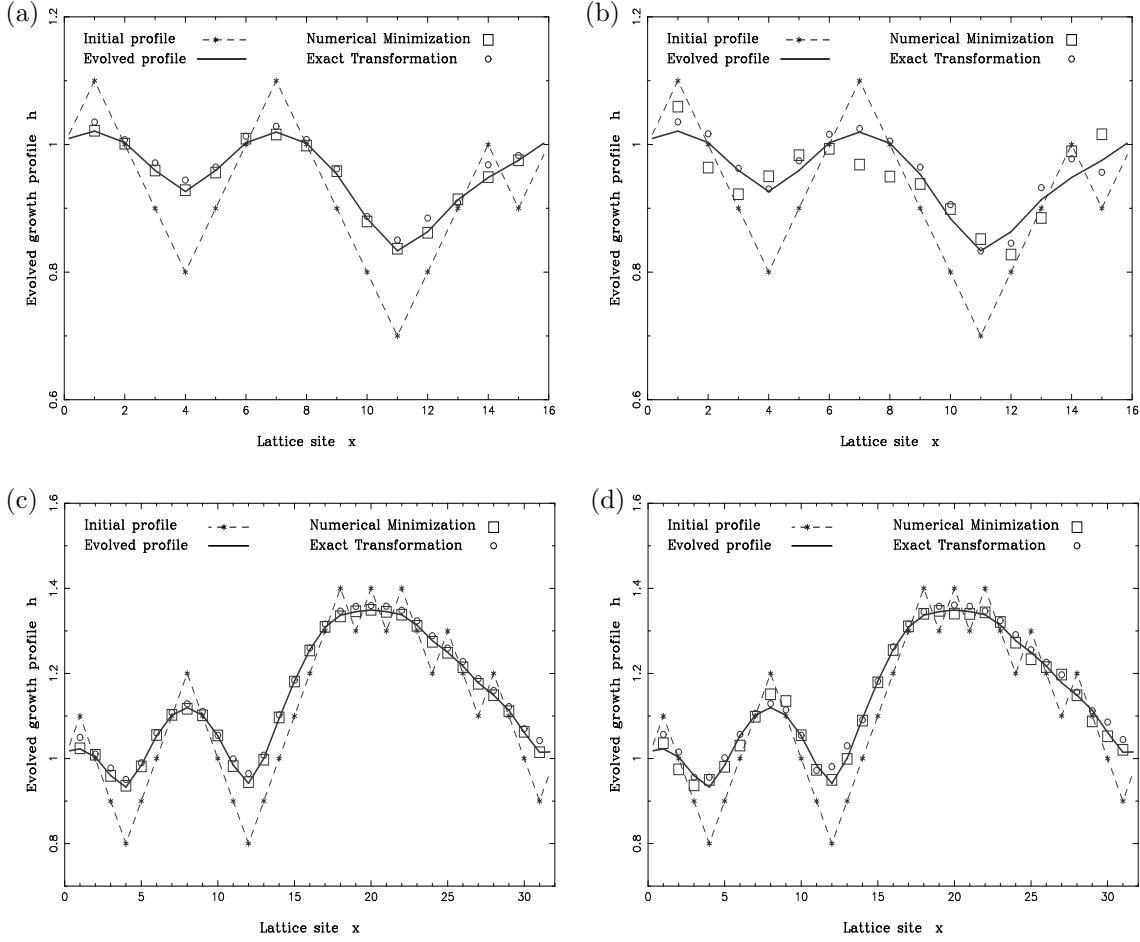 (a)
Initial profile
Evolved profile
Numerical Minimization
Exact Transformation
1.2
1
0.8
0.6
Evolved growth profile h
0 2 4 6 8 10 12 14 16
Lattice site x
(b)
Initial profile
Evolved profile
Numerical Minimization
Exact Transformation
1.2
1
0.8
0.6
Evolved growth profile h
0 2 4 6 8 10 12 14 16
Lattice site x
(c)
Initial profile
Evolved profile
Numerical Minimization
Exact Transformation
1.6
1.4
1.2
1
0.8
Evolved growth profile h
0 5 10 15 20 25 30
Lattice site x
(d)
Initial profile
Evolved profile
Numerical Minimization
Exact Transformation
1.6
1.4
1.2
1
0.8
Evolved growth profile h
0 5 10 15 20 25 30
Lattice site x